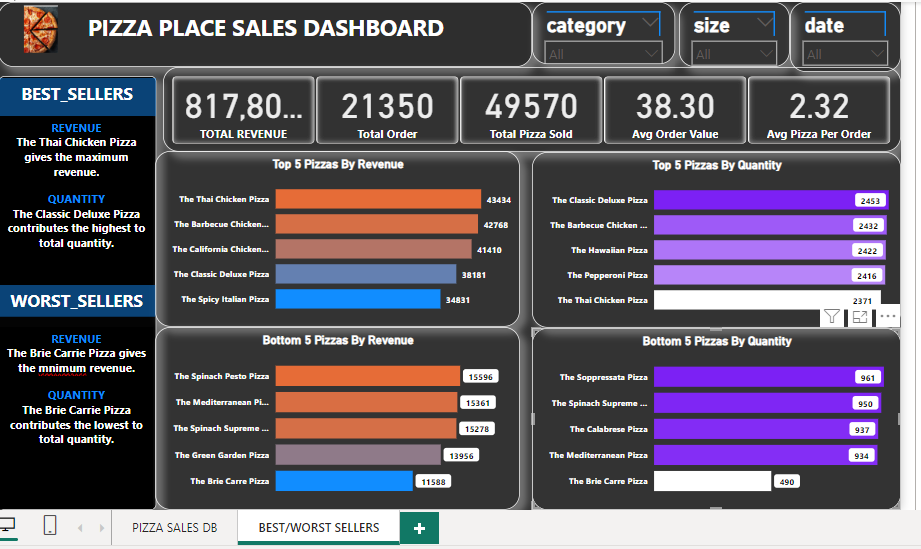 PIZZA PLACE SALES DASHBOARD
category
All
size
All
date
All
BEST_SELLERS
REVENUE
The Thai Chicken Pizza
gives the maximum
revenue.
QUANTITY
The Classic Deluxe Pizza
contributes the highest to
total quantity.
WORST_SELLERS
REVENUE
The Brie Carrie Pizza gives
the mnimum revenue.
QUANTITY
The Brie Carrie Pizza
contributes the lowest to
total quantity.
817,80...
TOTAL REVENUE
21350
Total Order
49570
Total Pizza Sold
38.30
Avg Order Value
2.32
Avg Pizza Per Order
Top 5 Pizzas By Revenue
The Thai Chicken Pizza 43434
The Barbecue Chicken... 42768
The California Chicken... 41410
The Classic Deluxe Pizza 38181
The Spicy Italian Pizza 34831
Top 5 Pizzas By Quantity
The Classic Deluxe Pizza 2453
The Barbecue Chicken ... 2432
The Hawaiian Pizza 2422
The Pepperoni Pizza 2416
The Thai Chicken Pizza 2371
Bottom 5 Pizzas By Revenue
The Spinach Pesto Pizza 15596
The Mediterranean Pi... 15361
The Spinach Supreme ... 15278
The Green Garden Pizza 13956
The Brie Carre Pizza 11588
Bottom 5 Pizzas By Quantity
The Soppressata Pizza 961
The Spinach Supreme ... 950
The Calabrese Pizza 937
The Mediterranean Pizza 934
The Brie Carre Pizza 490
PIZZA SALES DB
BEST/WORST SELLERS
+